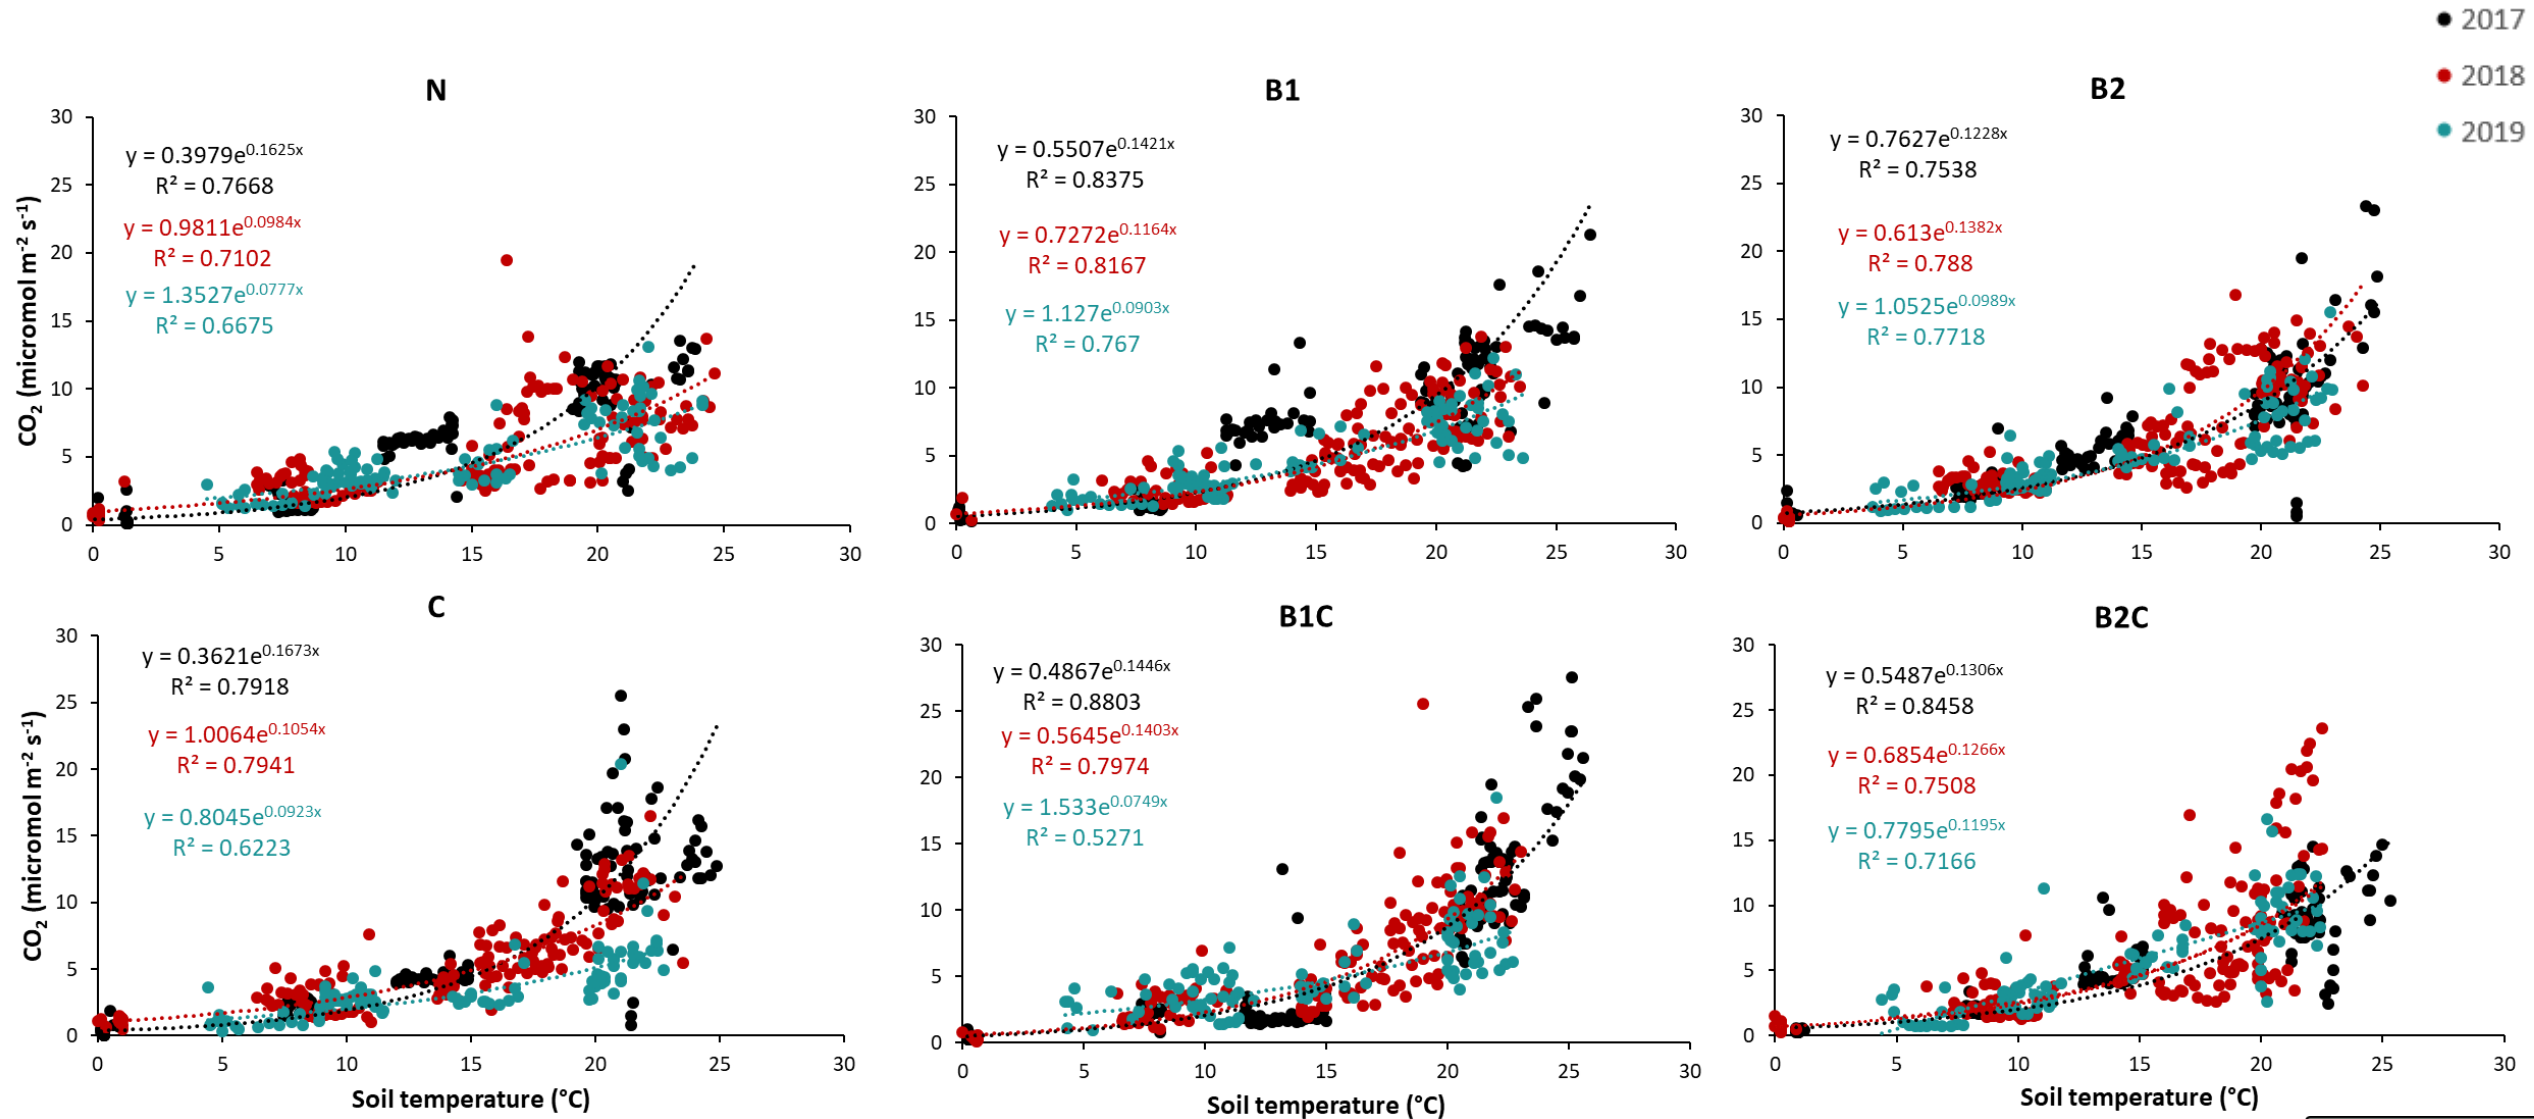 2017
2018
2019
N
B1
B2
30
25
20
15
10
5
0
CO₂ (micromol m⁻² s⁻¹)
y = 0.3979e^0.1625x
R² = 0.7668
y = 0.9811e^0.0984x
R² = 0.7102
y = 1.3527e^0.0777x
R² = 0.6675
0 5 10 15 20 25 30
30
25
20
15
10
5
0
y = 0.5507e^0.1421x
R² = 0.8375
y = 0.7272e^0.1164x
R² = 0.8167
y = 1.127e^0.0903x
R² = 0.767
0 5 10 15 20 25 30
30
25
20
15
10
5
0
y = 0.7627e^0.1228x
R² = 0.7538
y = 0.613e^0.1382x
R² = 0.788
y = 1.0525e^0.0989x
R² = 0.7718
0 5 10 15 20 25 30
C
B1C
B2C
30
25
20
15
10
5
0
CO₂ (micromol m⁻² s⁻¹)
y = 0.3621e^0.1673x
R² = 0.7918
y = 1.0064e^0.1054x
R² = 0.7941
y = 0.8045e^0.0923x
R² = 0.6223
0 5 10 15 20 25 30
Soil temperature (°C)
30
25
20
15
10
5
0
y = 0.4867e^0.1446x
R² = 0.8803
y = 0.5645e^0.1403x
R² = 0.7974
y = 1.533e^0.0749x
R² = 0.5271
0 5 10 15 20 25 30
Soil temperature (°C)
30
25
20
15
10
5
0
y = 0.5487e^0.1306x
R² = 0.8458
y = 0.6854e^0.1266x
R² = 0.7508
y = 0.7795e^0.1195x
R² = 0.7166
0 5 10 15 20 25 30
Soil temperature (°C)